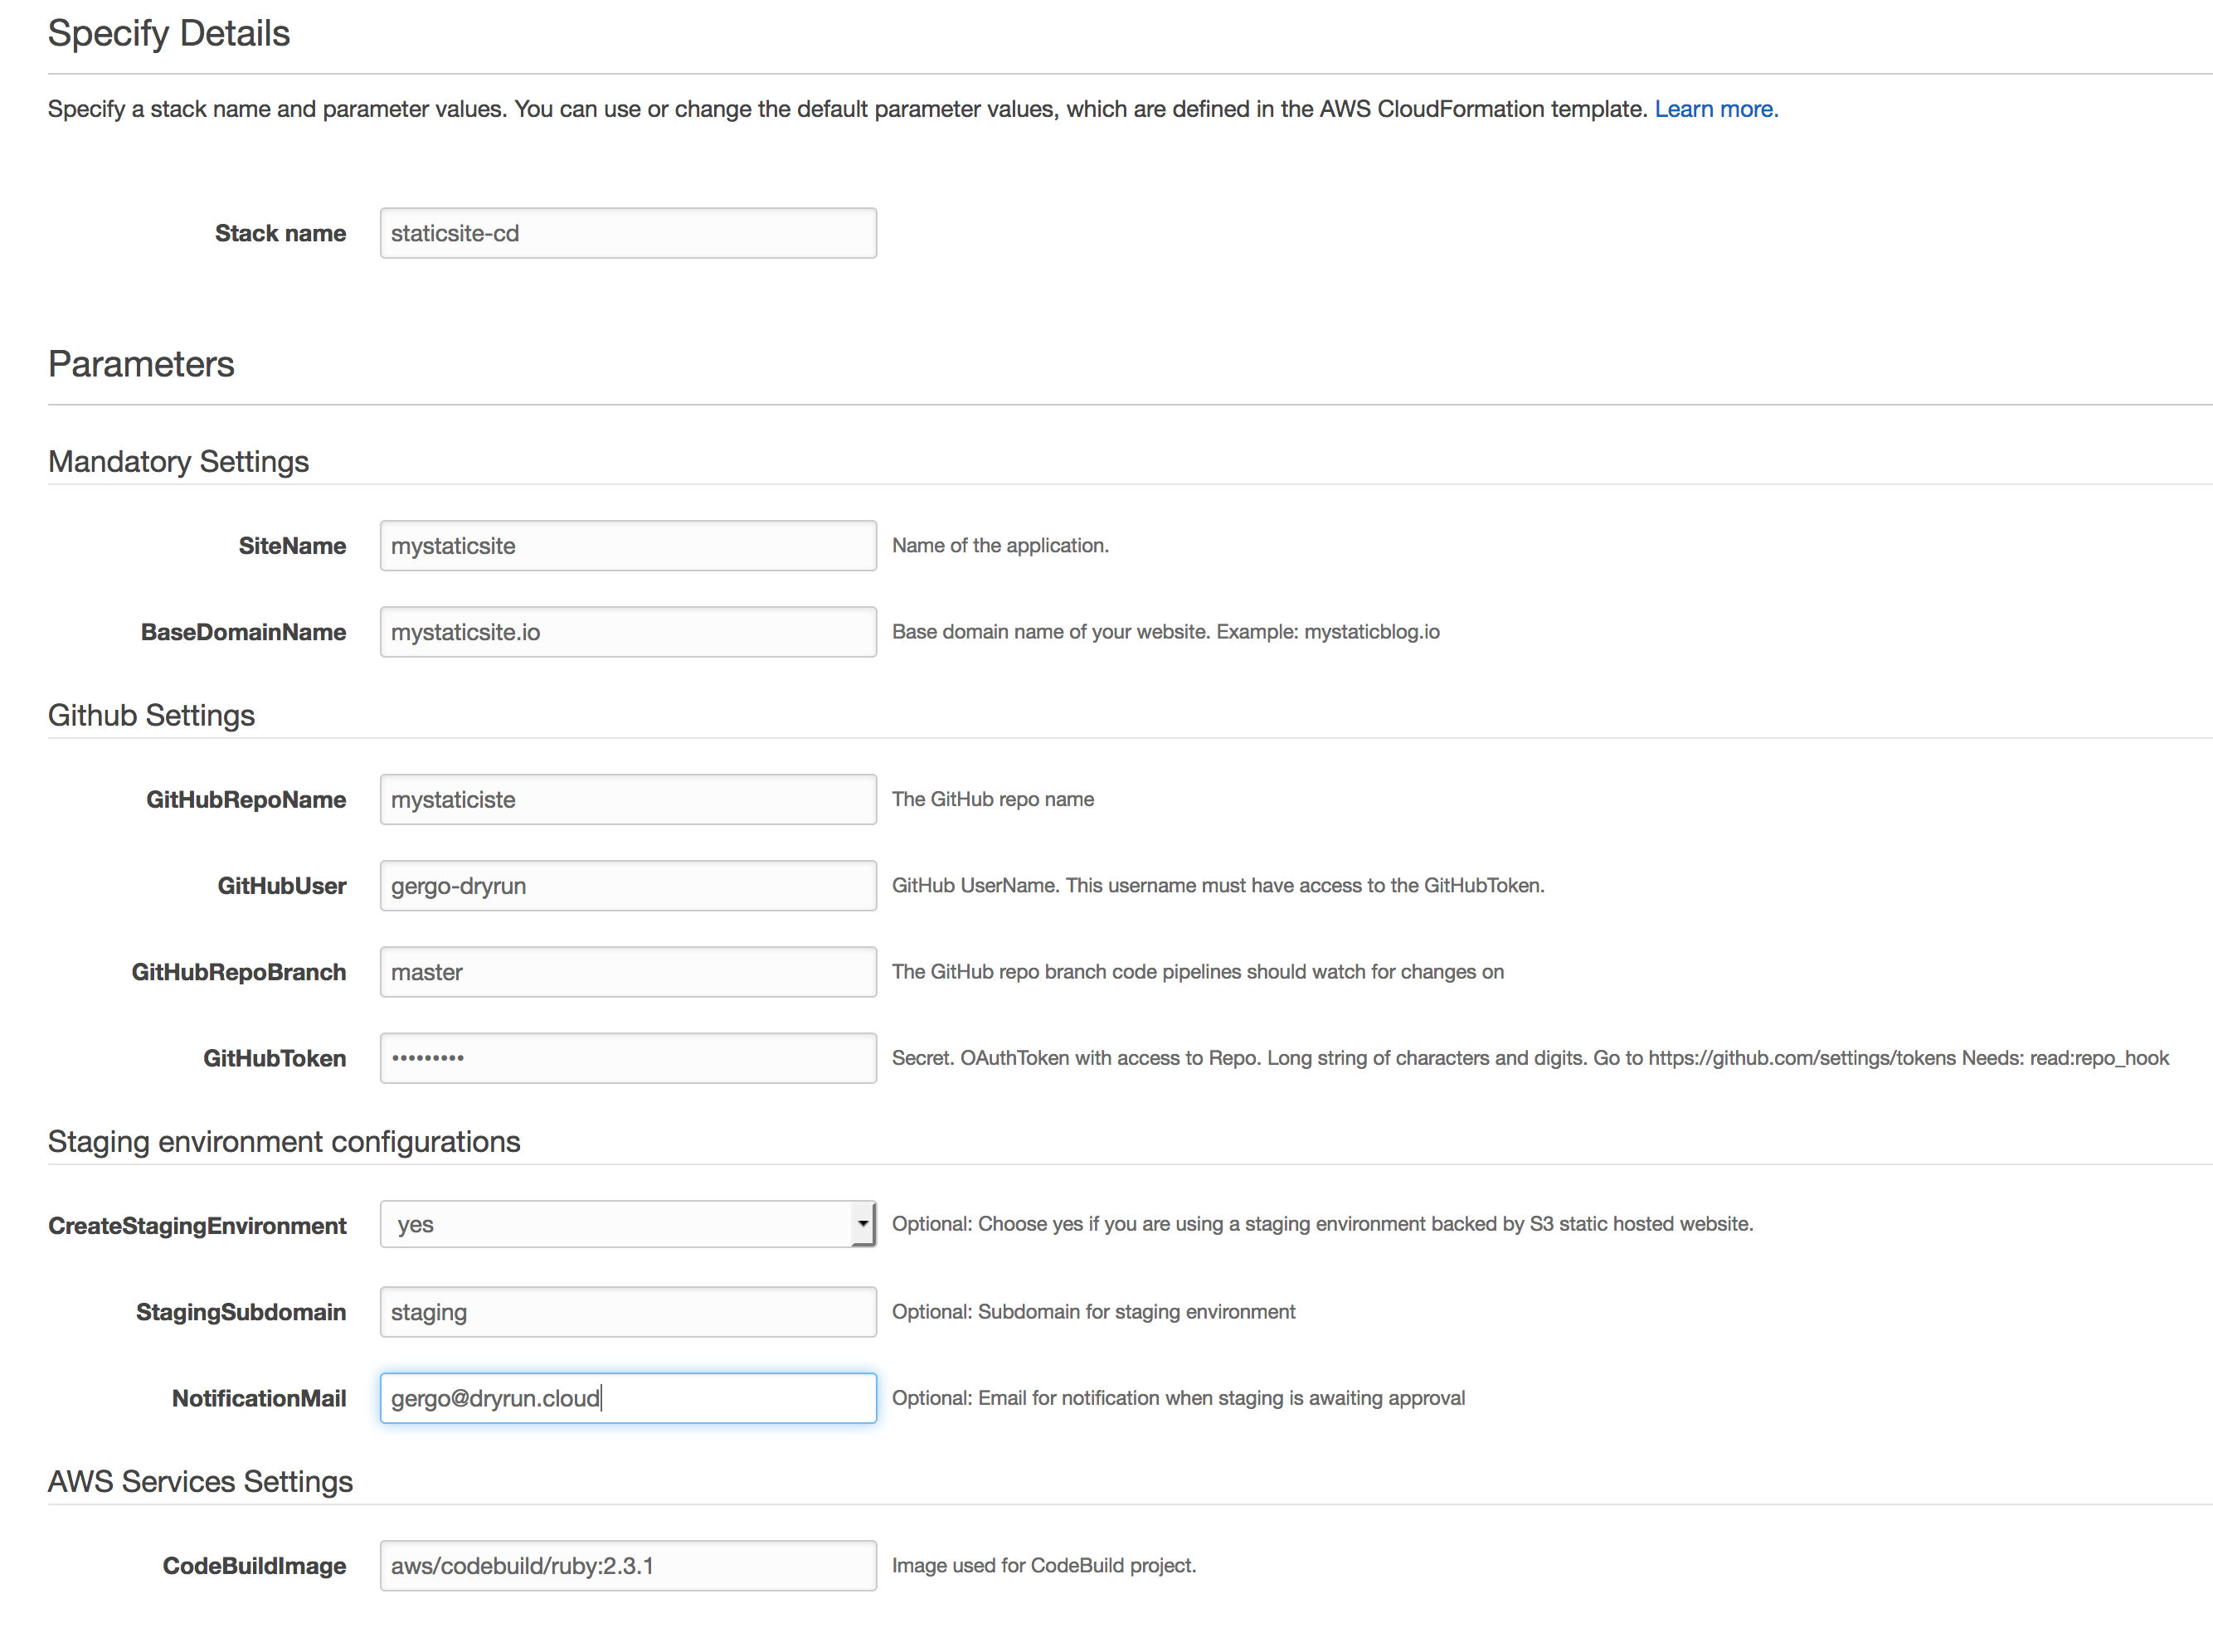 Specify Details
Specify a stack name and parameter values. You can use or change the default parameter values, which are defined in the AWS CloudFormation template. Learn more.
Stack name staticsite-cd
Parameters
Mandatory Settings
SiteName mystaticsite Name of the application.
BaseDomainName mystaticsite.io Base domain name of your website. Example: mystaticblog.io
Github Settings
GitHubRepoName mystaticiste The GitHub repo name
GitHubUser gergo-dryrun GitHub UserName. This username must have access to the GitHubToken.
GitHubRepoBranch master The GitHub repo branch code pipelines should watch for changes on
GitHubToken ••••••••• Secret. OAuthToken with access to Repo. Long string of characters and digits. Go to https://github.com/settings/tokens Needs: read:repo_hook
Staging environment configurations
CreateStagingEnvironment yes Optional: Choose yes if you are using a staging environment backed by S3 static hosted website.
StagingSubdomain staging Optional: Subdomain for staging environment
NotificationMail gergo@dryrun.cloud Optional: Email for notification when staging is awaiting approval
AWS Services Settings
CodeBuildImage aws/codebuild/ruby:2.3.1 Image used for CodeBuild project.